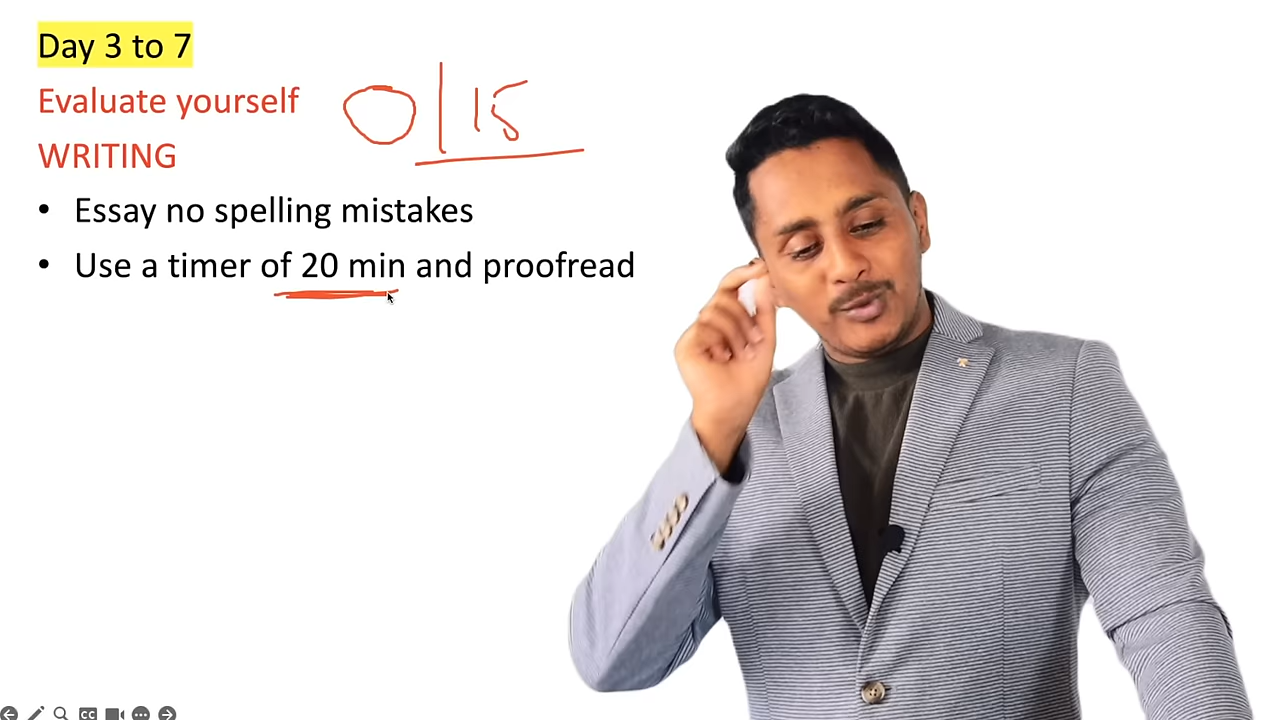 Day 3 to 7
Evaluate yourself
0|15
WRITING
• Essay no spelling mistakes
• Use a timer of 20 min and proofread
CC